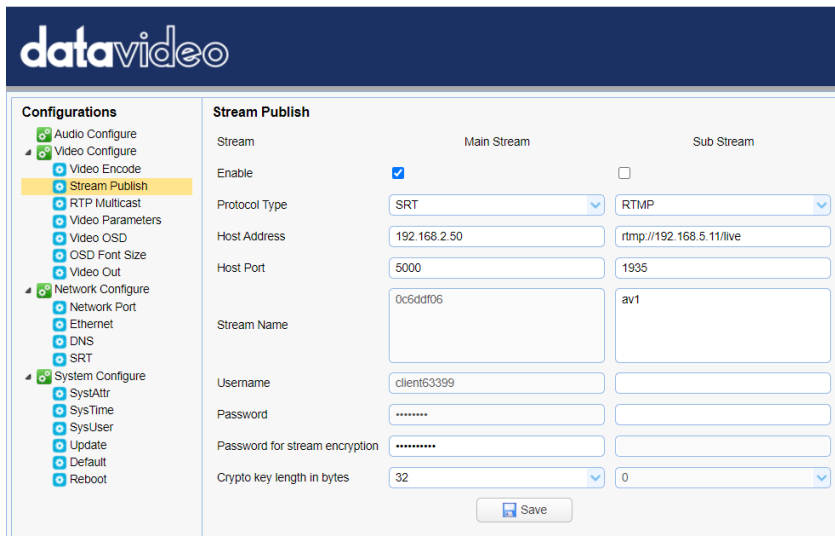 datavideo
Configurations
Audio Configure
Video Configure
Video Encode
Stream Publish
RTP Multicast
Video Parameters
Video OSD
OSD Font Size
Video Out
Network Configure
Network Port
Ethernet
DNS
SRT
System Configure
SystAttr
SysTime
SysUser
Update
Default
Reboot
Stream Publish
Stream Main Stream Sub Stream
Enable
Protocol Type SRT RTMP
Host Address 192.168.2.50 rtmp://192.168.5.11/live
Host Port 5000 1935
Stream Name 0c6ddf06 av1
Username client63399
Password ••••••••
Password for stream encryption ••••••••••
Crypto key length in bytes 32 0
Save